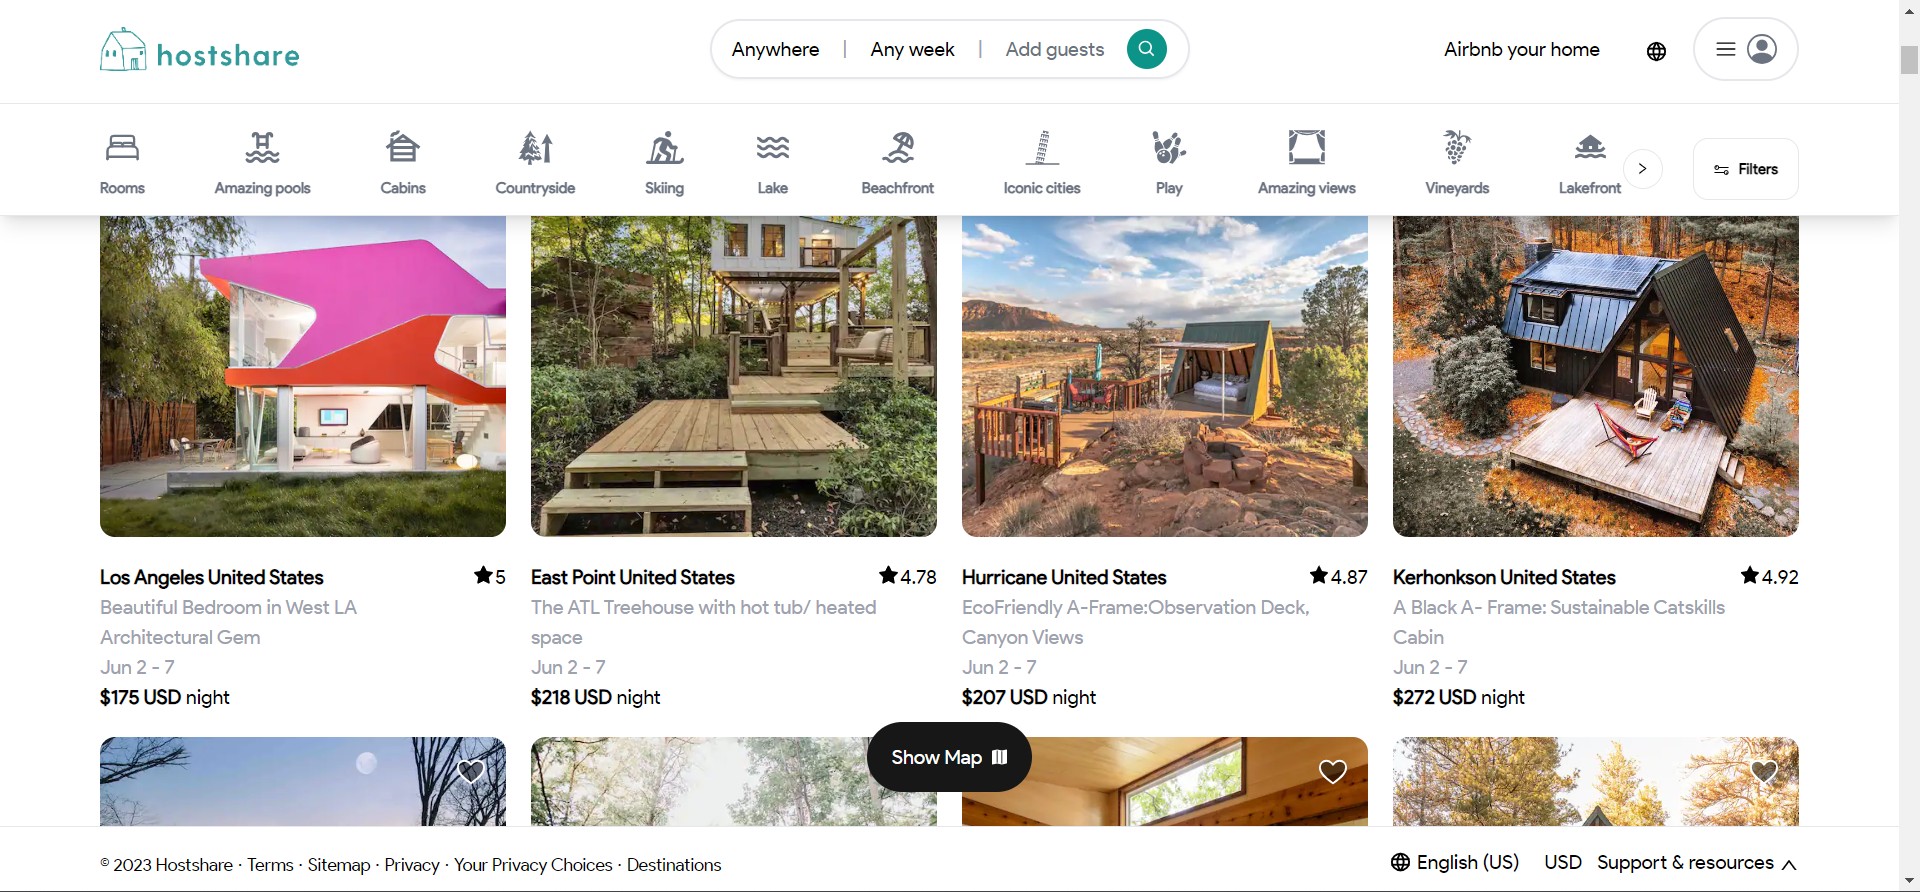 hostshare
Anywhere | Any week | Add guests
Airbnb your home
Rooms
Amazing pools
Cabins
Countryside
Skiing
Lake
Beachfront
Iconic cities
Play
Amazing views
Vineyards
Lakefront
Filters
Los Angeles United States
5
Beautiful Bedroom in West LA
Architectural Gem
Jun 2 - 7
$175 USD night
East Point United States
4.78
The ATL Treehouse with hot tub/ heated
space
Jun 2 - 7
$218 USD night
Hurricane United States
4.87
EcoFriendly A-Frame:Observation Deck,
Canyon Views
Jun 2 - 7
$207 USD night
Kerhonkson United States
4.92
A Black A- Frame: Sustainable Catskills
Cabin
Jun 2 - 7
$272 USD night
Show Map
© 2023 Hostshare · Terms · Sitemap · Privacy · Your Privacy Choices · Destinations
English (US)
USD
Support & resources